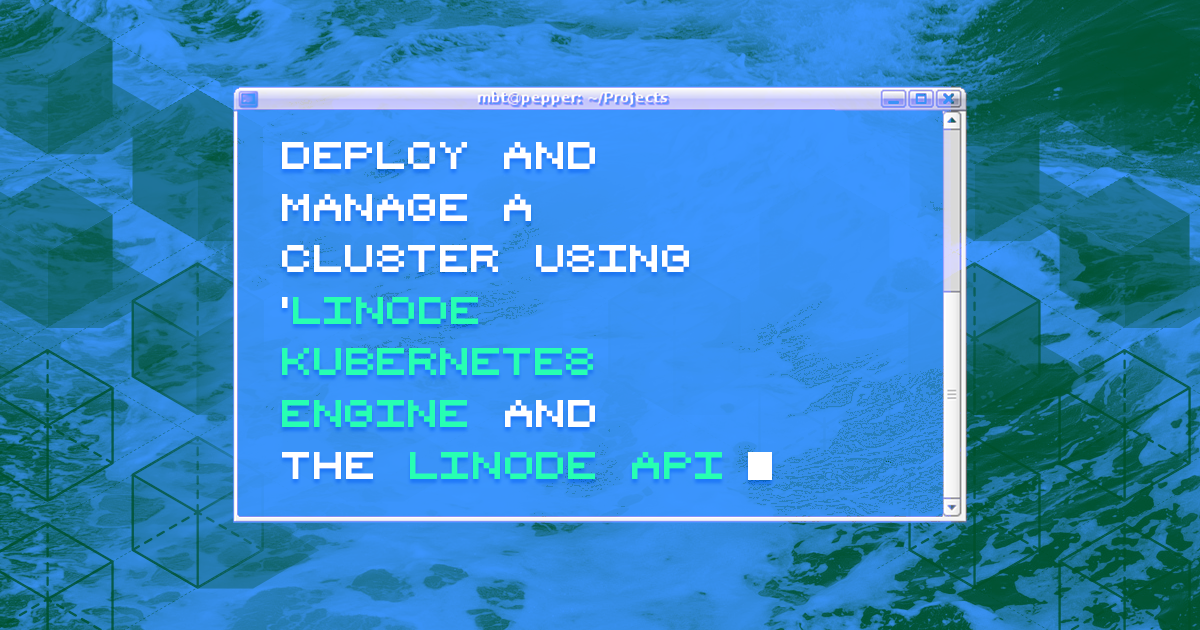 mbt@pepper: ~/Projects
DEPLOY AND
MANAGE A
CLUSTER USING
'LINODE
KUBERNETES
ENGINE AND
THE LINODE API